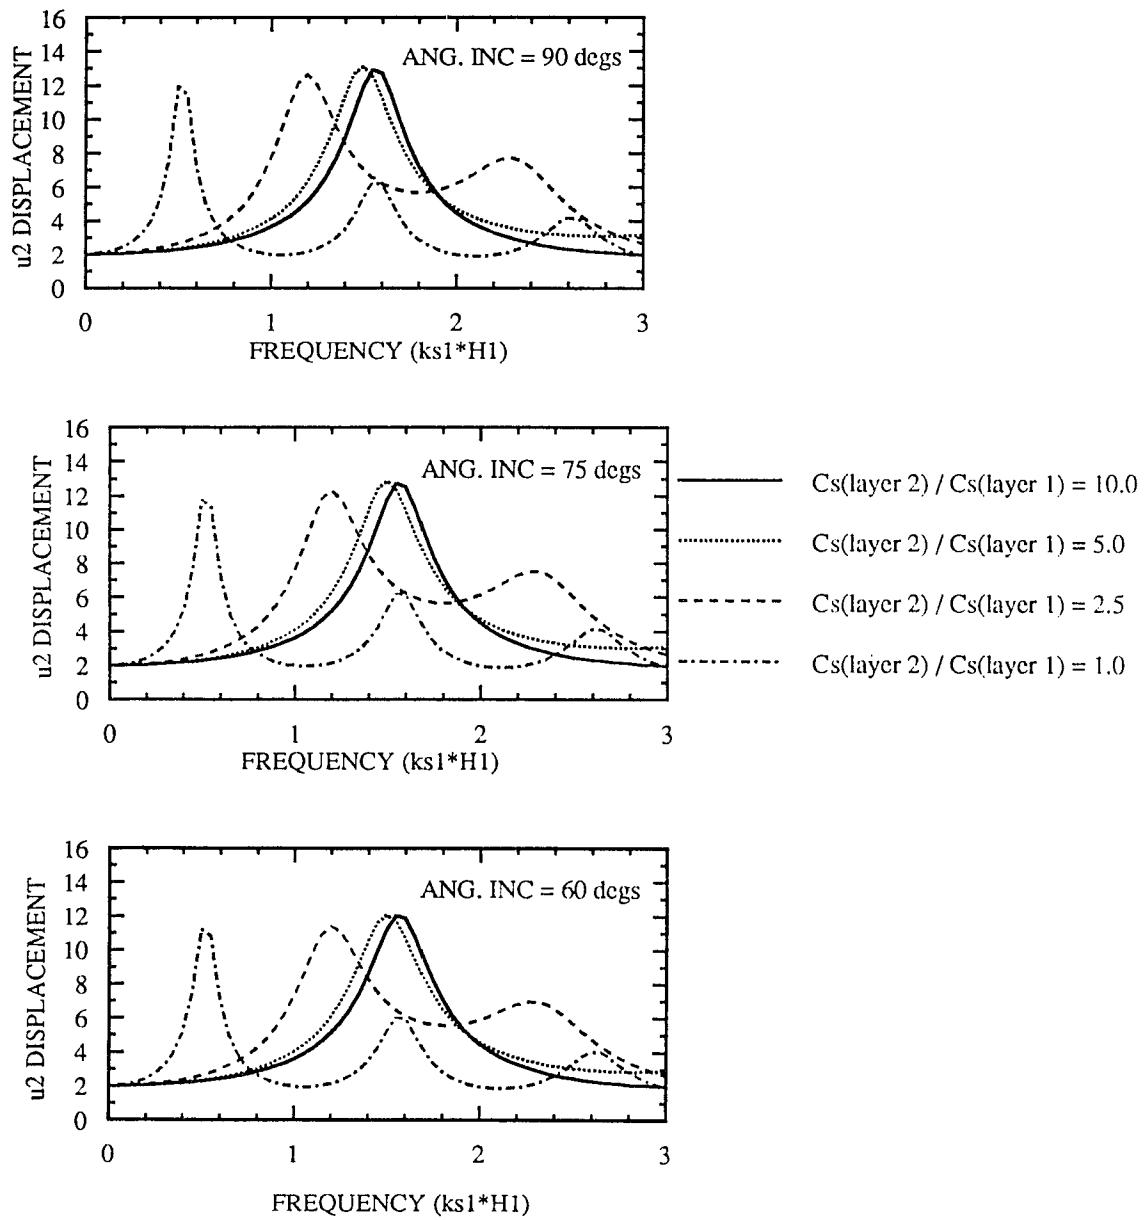 16
14
12
10
8
6
4
2
0
u2 DISPLACEMENT
ANG. INC = 90 degs
0 1 2 3
FREQUENCY (ks1*H1)
16
14
12
10
8
6
4
2
0
u2 DISPLACEMENT
ANG. INC = 75 degs
0 1 2 3
FREQUENCY (ks1*H1)
Cs(layer 2) / Cs(layer 1) = 10.0
Cs(layer 2) / Cs(layer 1) = 5.0
Cs(layer 2) / Cs(layer 1) = 2.5
Cs(layer 2) / Cs(layer 1) = 1.0
16
14
12
10
8
6
4
2
0
u2 DISPLACEMENT
ANG. INC = 60 degs
0 1 2 3
FREQUENCY (ks1*H1)